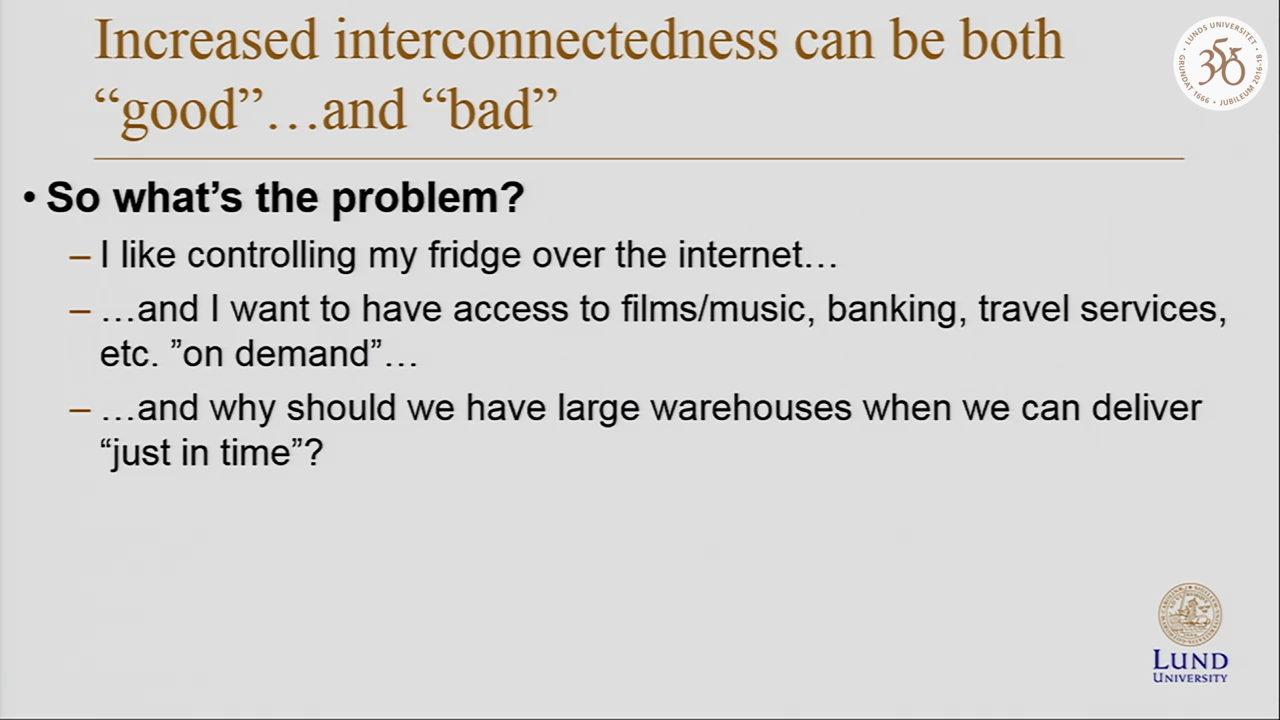 Increased interconnectedness can be both
“good”…and “bad”
• So what’s the problem?
– I like controlling my fridge over the internet…
– …and I want to have access to films/music, banking, travel services,
etc. ”on demand”…
– …and why should we have large warehouses when we can deliver
“just in time”?
LUNDS UNIVERSITET
350
GRUNDAT 1666 • JUBILEUM 2016-18
LUND
UNIVERSITY